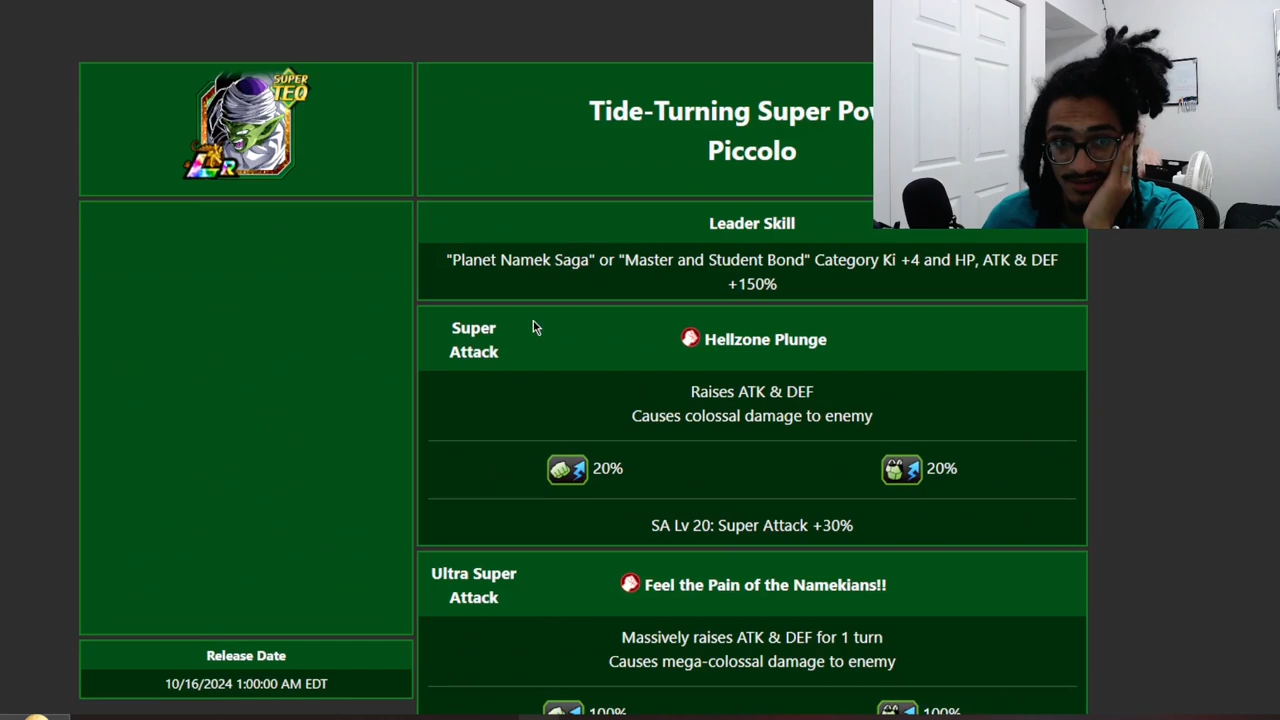 SUPER
TEQ
LR
Tide-Turning Super
Piccolo
Leader Skill
"Planet Namek Saga" or "Master and Student Bond" Category Ki +4 and HP, ATK & DEF
+150%
Super
Attack
Hellzone Plunge
Raises ATK & DEF
Causes colossal damage to enemy
20%
20%
SA Lv 20: Super Attack +30%
Ultra Super
Attack
Feel the Pain of the Namekians!!
Massively raises ATK & DEF for 1 turn
Causes mega-colossal damage to enemy
100%
100%
Release Date
10/16/2024 1:00:00 AM EDT